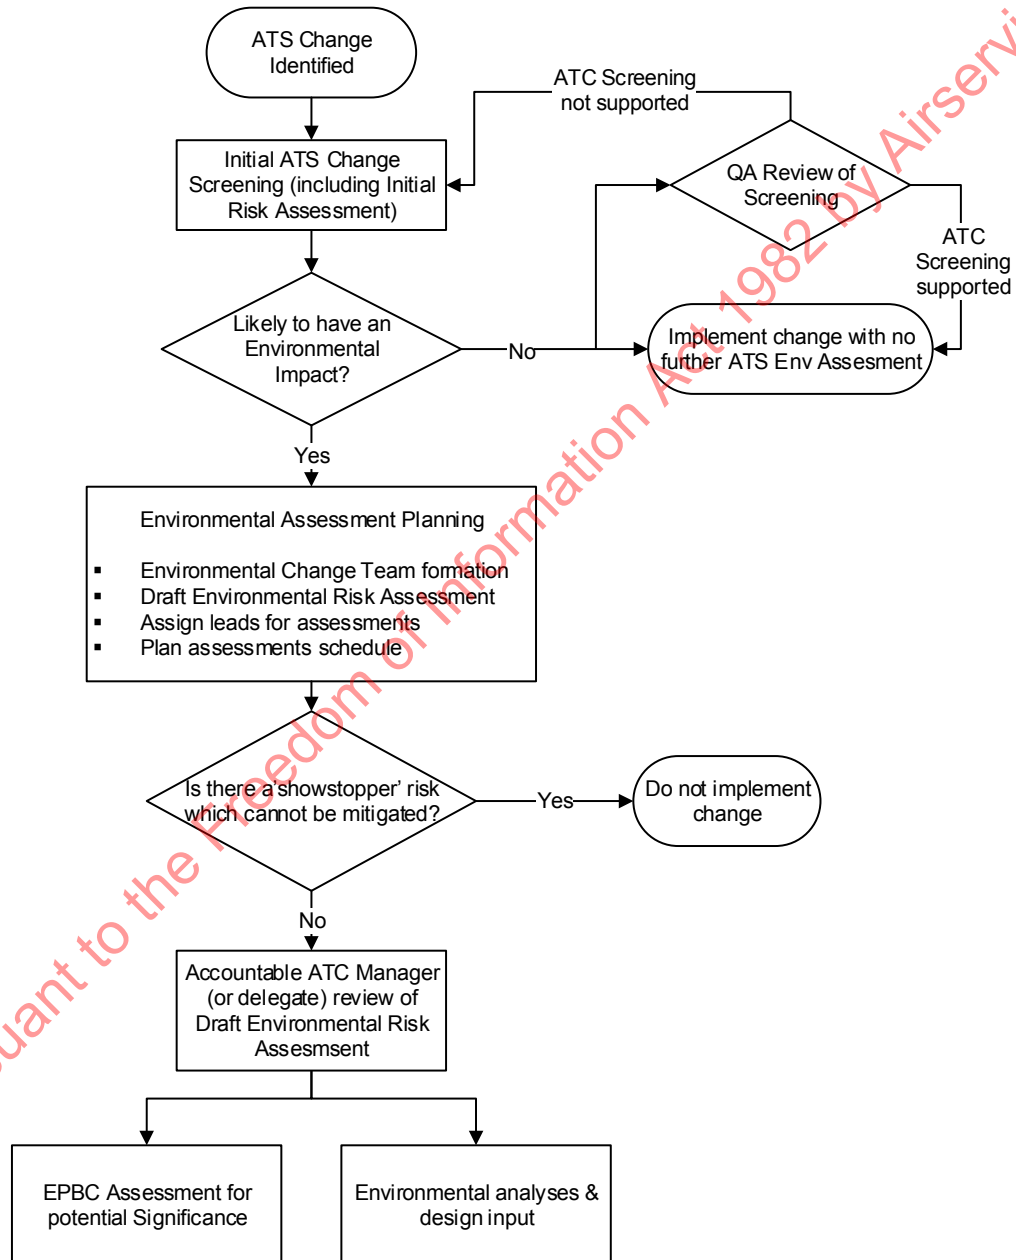 ATS Change
Identified
ATC Screening
not supported
Initial ATS Change
Screening (including Initial
Risk Assessment)
QA Review of
Screening
ATC
Screening
supported
Likely to have an
Environmental
Impact?
No
Implement change with no
further ATS Env Assesment
Yes
Environmental Assessment Planning
▪ Environmental Change Team formation
▪ Draft Environmental Risk Assessment
▪ Assign leads for assessments
▪ Plan assessments schedule
Is there a'showstopper' risk
which cannot be mitigated?
Yes
Do not implement
change
No
Accountable ATC Manager
(or delegate) review of
Draft Environmental Risk
Assesmsent
EPBC Assessment for
potential Significance
Environmental analyses &
design input
uant to the Freedom of Information Act 1982 by Airservi